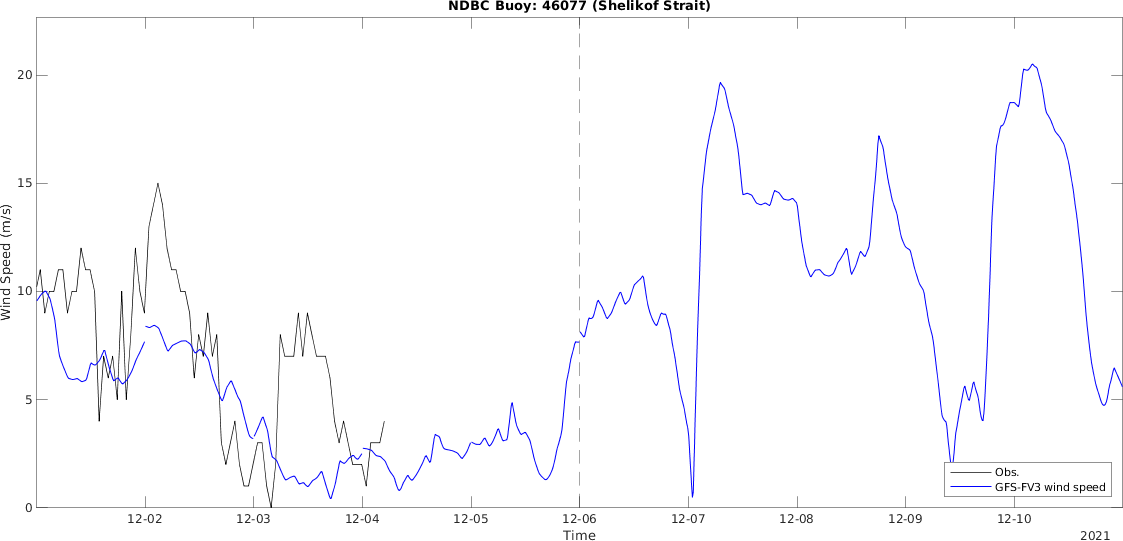 NDBC Buoy: 46077 (Shelikof Strait)
Wind Speed (m/s)
20
15
10
5
0
12-02 12-03 12-04 12-05 12-06 12-07 12-08 12-09 12-10
Time
2021
Obs.
GFS-FV3 wind speed